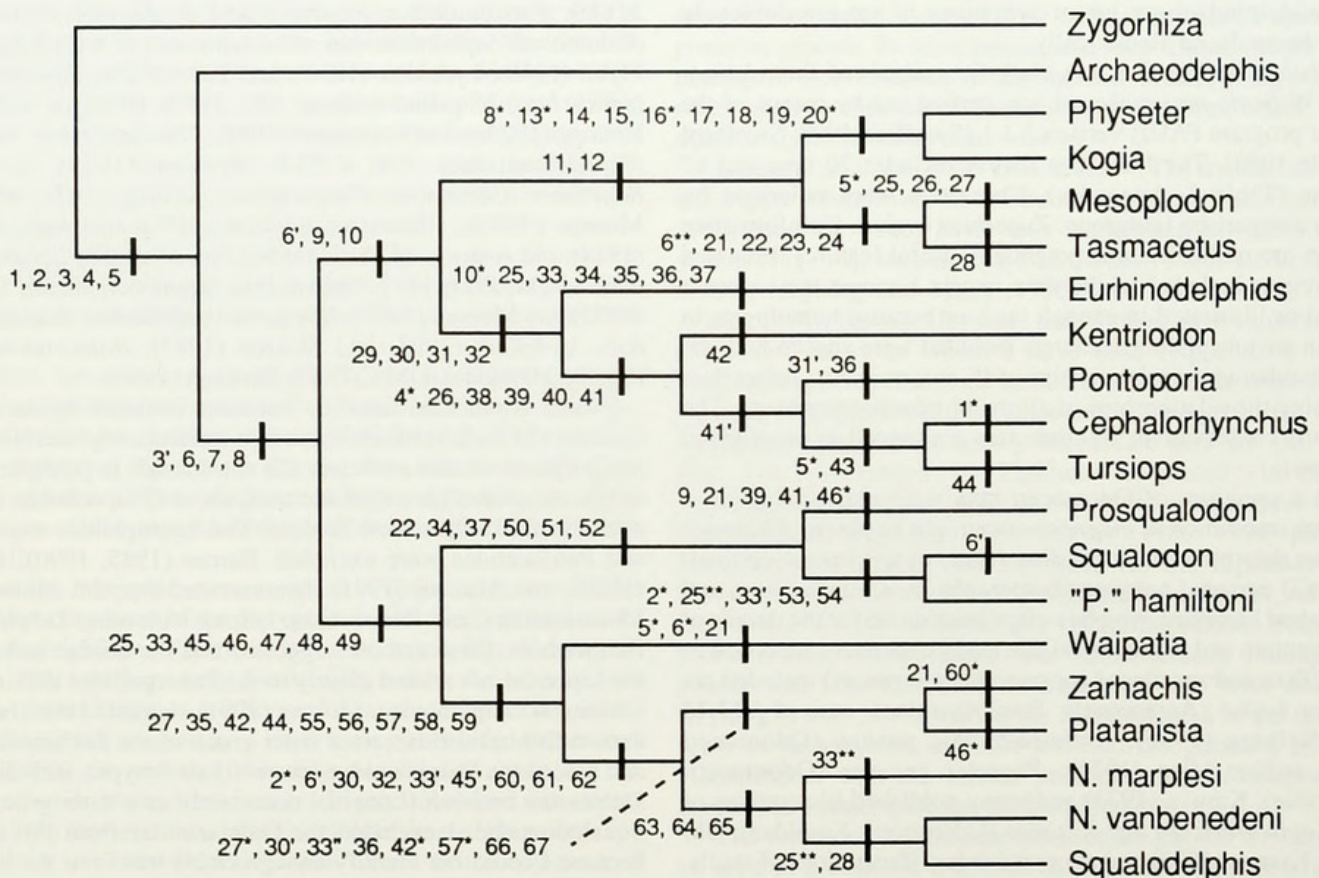 Zygorhiza
Archaeodelphis
8*, 13*, 14, 15, 16*, 17, 18, 19, 20*
Physeter
11, 12
Kogia
5*, 25, 26, 27
Mesoplodon
6'*, 21, 22, 23, 24
Tasmacetus
28
6', 9, 10
1, 2, 3, 4, 5
10*, 25, 33, 34, 35, 36, 37
Eurhinodelphids
Kentriodon
29, 30, 31, 32
42
31', 36
Pontoporia
4*, 26, 38, 39, 40, 41
1*
Cephalorhynchus
41'
3', 6, 7, 8
5*, 43
Tursiops
44
9, 21, 39, 41, 46*
Prosqualodon
22, 34, 37, 50, 51, 52
6'
Squalodon
2* 25** 33', 53, 54
"P." hamiltoni
5*, 6*, 21
25, 33, 45, 46, 47, 48, 49
Waipatia
21, 60*
Zarhachis
27, 35, 42, 44, 55, 56, 57, 58, 59
Platanista
46*
2* 6' 30, 32, 33* 45* 60, 61, 62
33'*
N. marplesi
63, 64, 65
N. vanbenedeni
27*, 30', 33'', 36, 42*, 57*, 66, 67
25**, 28
Squalodelphis